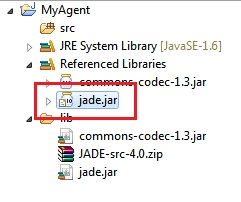 MyAgent
src
JRE System Library [JavaSE-1.6]
Referenced Libraries
commons-codec-1.3.jar
jade.jar
lib
commons-codec-1.3.jar
JADE-src-4.0.zip
jade.jar